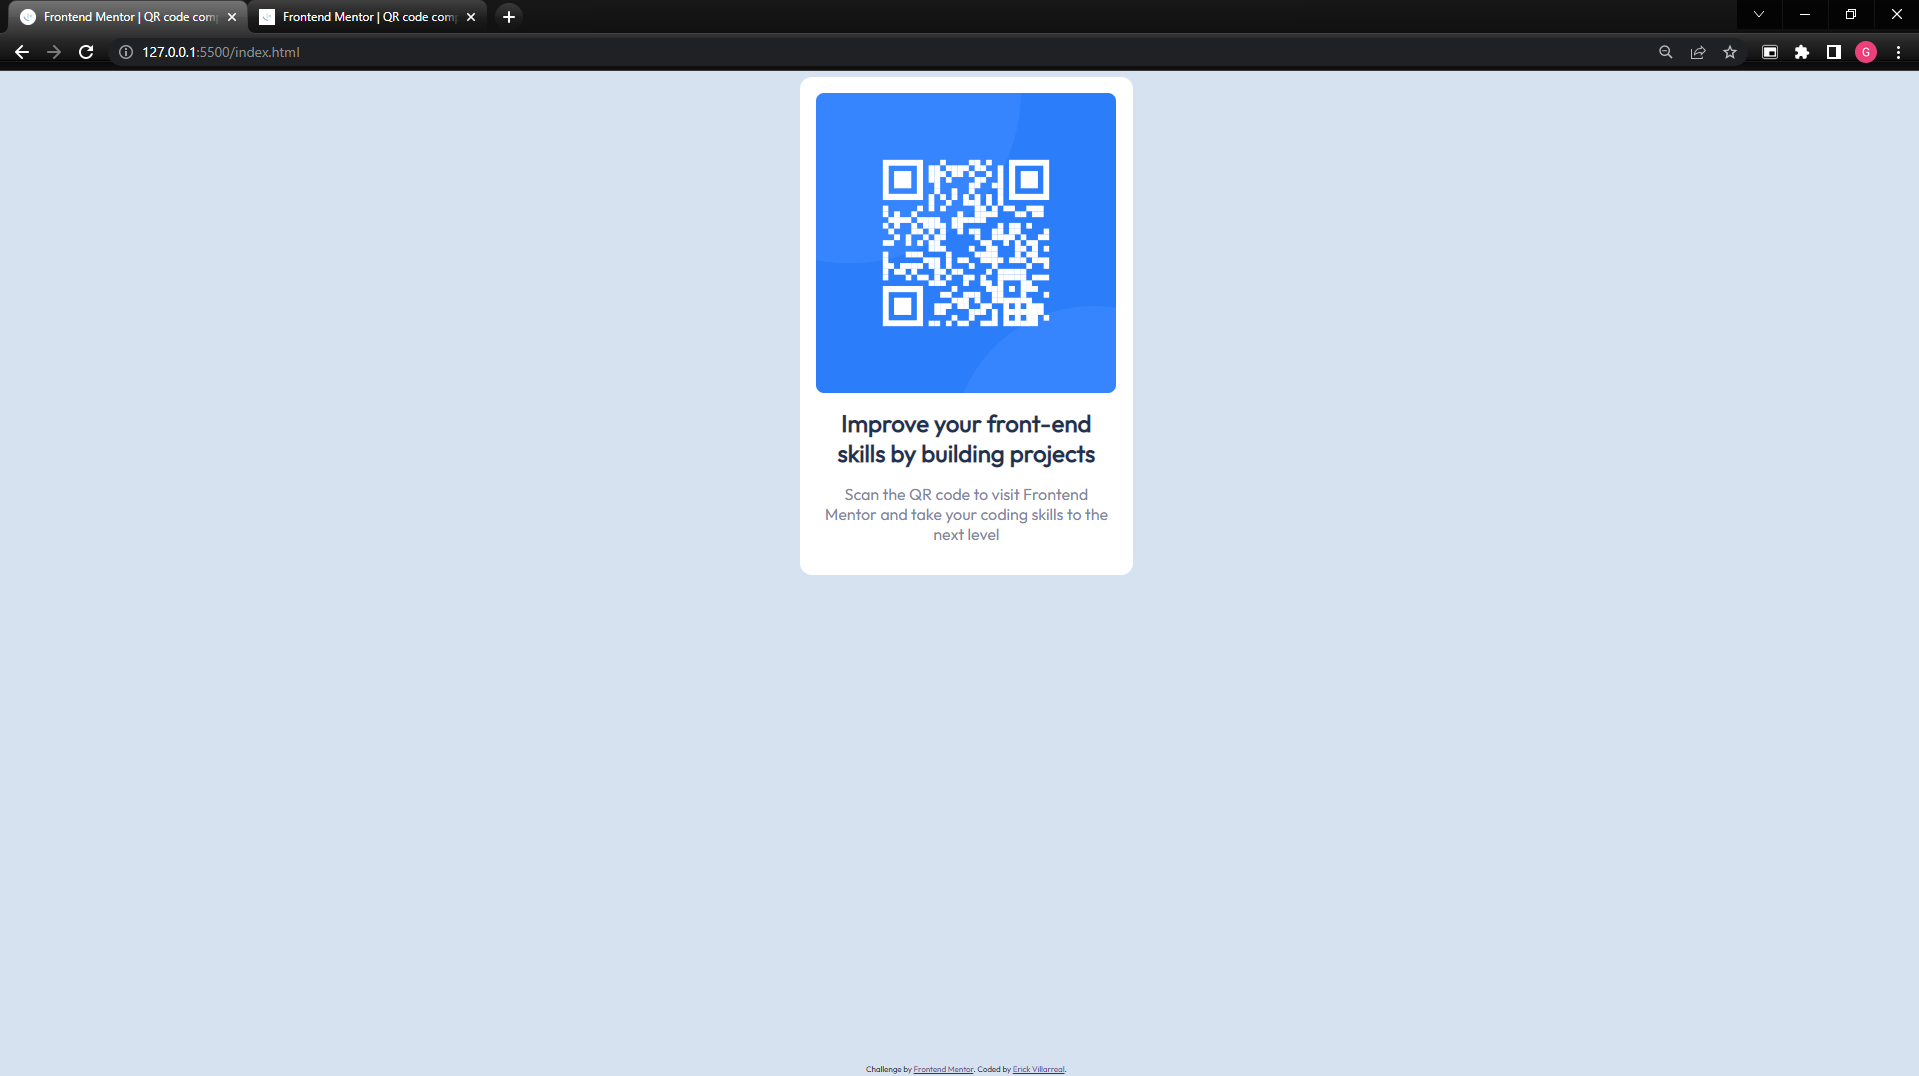 Frontend Mentor | QR code com
Frontend Mentor | QR code com
127.0.0.1:5500/index.html
G
Improve your front-end
skills by building projects
Scan the QR code to visit Frontend
Mentor and take your coding skills to the
next level
Challenge by Frontend Mentor. Coded by Erick Villarreal.